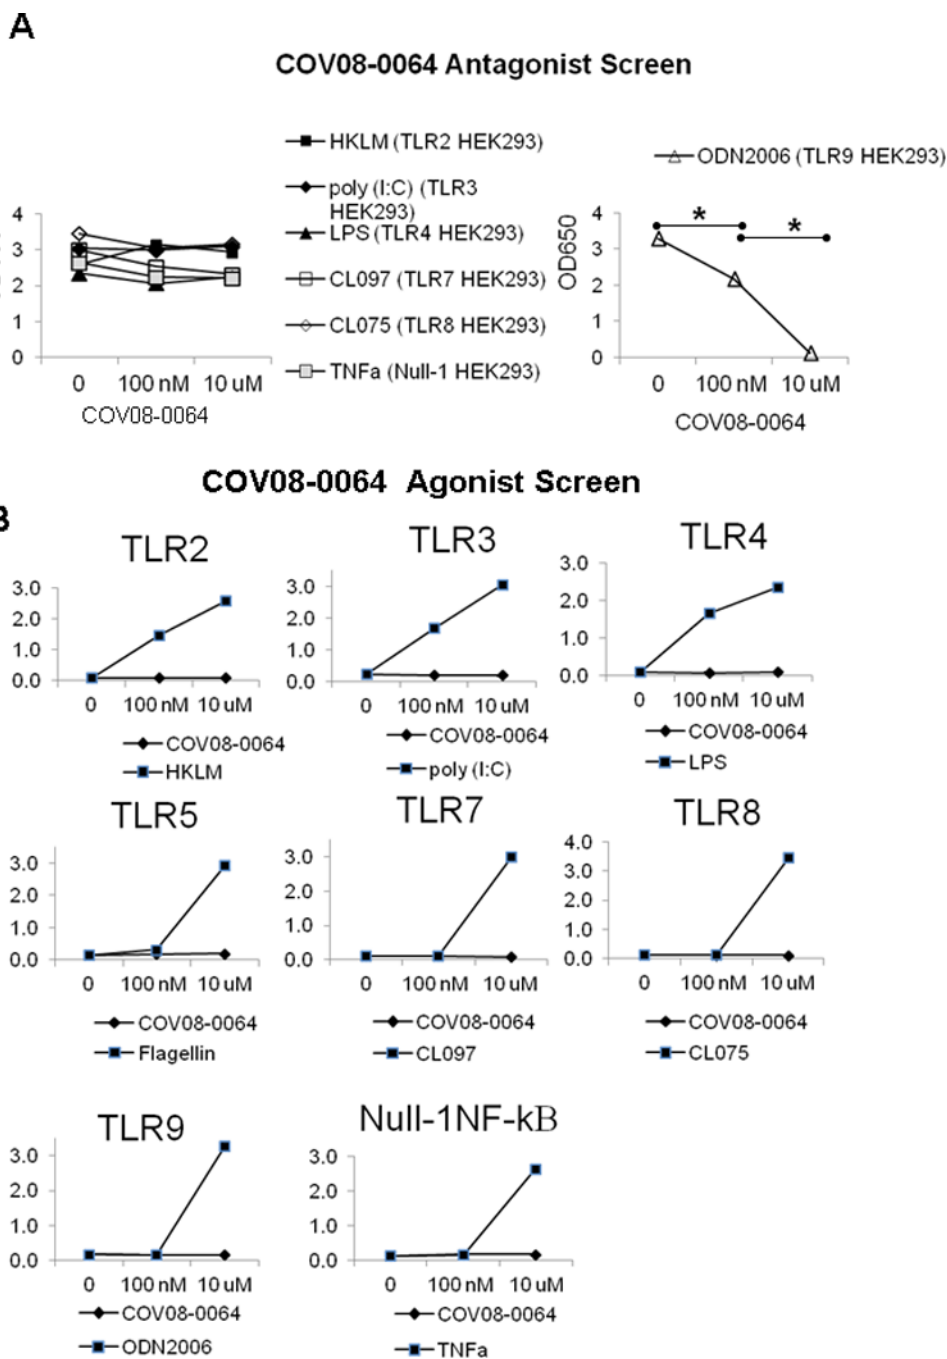 A
COV08-0064 Antagonist Screen
HKLM (TLR2 HEK293)
poly (I:C) (TLR3
HEK293)
LPS (TLR4 HEK293)
CL097 (TLR7 HEK293)
CL075 (TLR8 HEK293)
TNFa (Null-1 HEK293)
4
3
2
1
0
0 100 nM 10 uM
COV08-0064
ODN2006 (TLR9 HEK293)
OD650
4
3
2
1
0
* *
0 100 nM 10 uM
COV08-0064
COV08-0064 Agonist Screen
B
TLR2
3.0
2.0
1.0
0.0
0 100 nM 10 uM
COV08-0064
HKLM
TLR3
3.0
2.0
1.0
0.0
0 100 nM 10 uM
COV08-0064
poly (I:C)
TLR4
3.0
2.0
1.0
0.0
0 100 nM 10 uM
COV08-0064
LPS
TLR5
3.0
2.0
1.0
0.0
0 100 nM 10 uM
COV08-0064
Flagellin
TLR7
3.0
2.0
1.0
0.0
0 100 nM 10 uM
COV08-0064
CL097
TLR8
4.0
3.0
2.0
1.0
0.0
0 100 nM 10 uM
COV08-0064
CL075
TLR9
3.0
2.0
1.0
0.0
0 100 nM 10 uM
COV08-0064
ODN2006
Null-1NF-kB
3.0
2.0
1.0
0.0
0 100 nM 10 uM
COV08-0064
TNFa